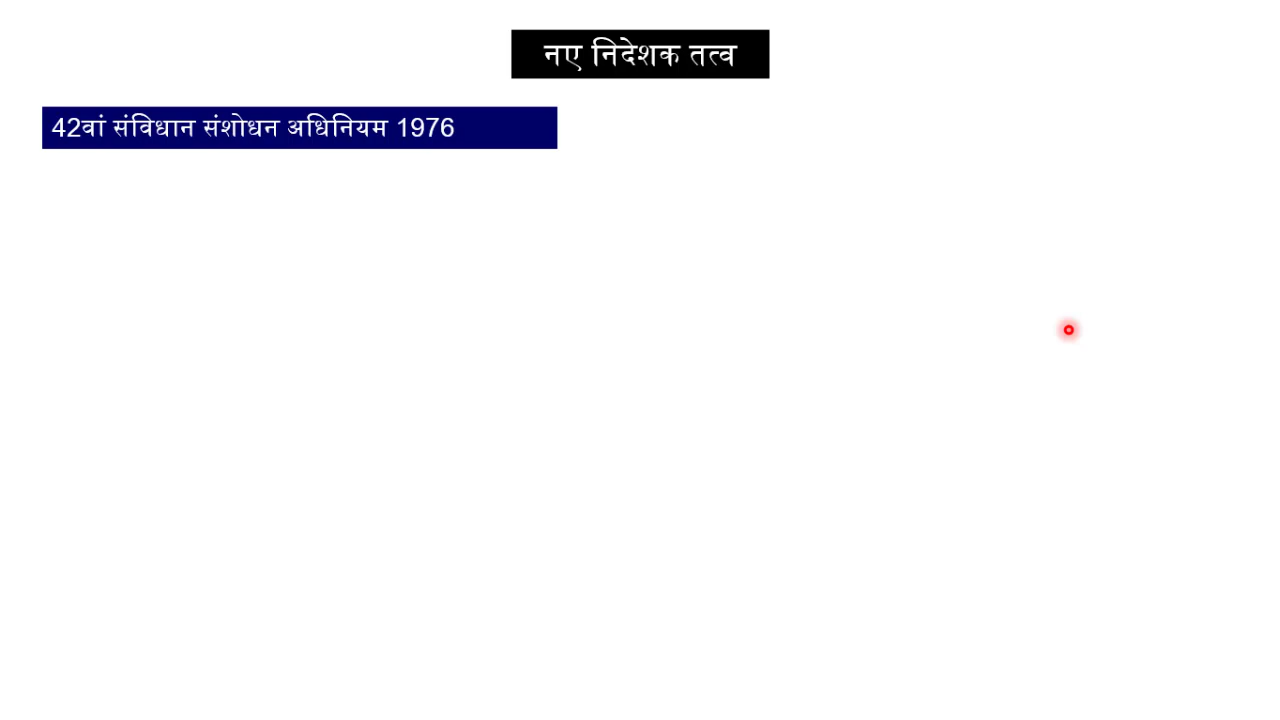 नए निदेशक तत्व
42वां संविधान संशोधन अधिनियम 1976